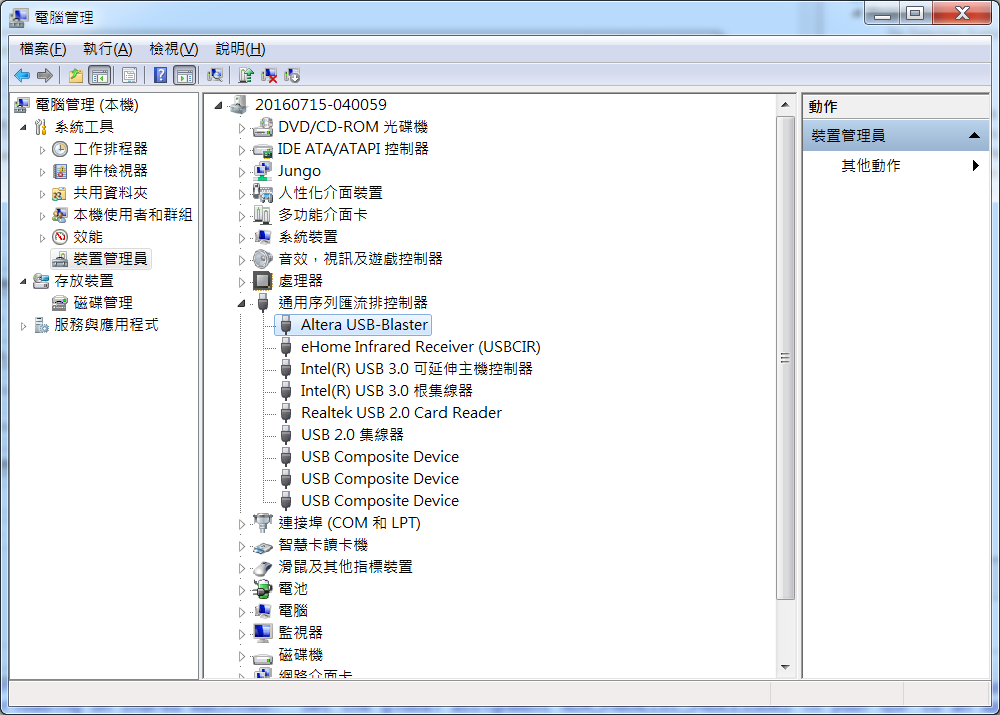 電腦管理
檔案(F) 執行(A) 檢視(V) 說明(H)
電腦管理 (本機)
系統工具
工作排程器
事件檢視器
共用資料夾
本機使用者和群組
效能
裝置管理員
存放裝置
磁碟管理
服務與應用程式
20160715-040059
DVD/CD-ROM 光碟機
IDE ATA/ATAPI 控制器
Jungo
人性化介面裝置
多功能介面卡
系統裝置
音效，視訊及遊戲控制器
處理器
通用序列匯流排控制器
Altera USB-Blaster
eHome Infrared Receiver (USBCIR)
Intel(R) USB 3.0 可延伸主機控制器
Intel(R) USB 3.0 根集線器
Realtek USB 2.0 Card Reader
USB 2.0 集線器
USB Composite Device
USB Composite Device
USB Composite Device
連接埠 (COM 和 LPT)
智慧卡讀卡機
滑鼠及其他指標裝置
電池
電腦
監視器
磁碟機
網路介面卡
動作
裝置管理員
其他動作